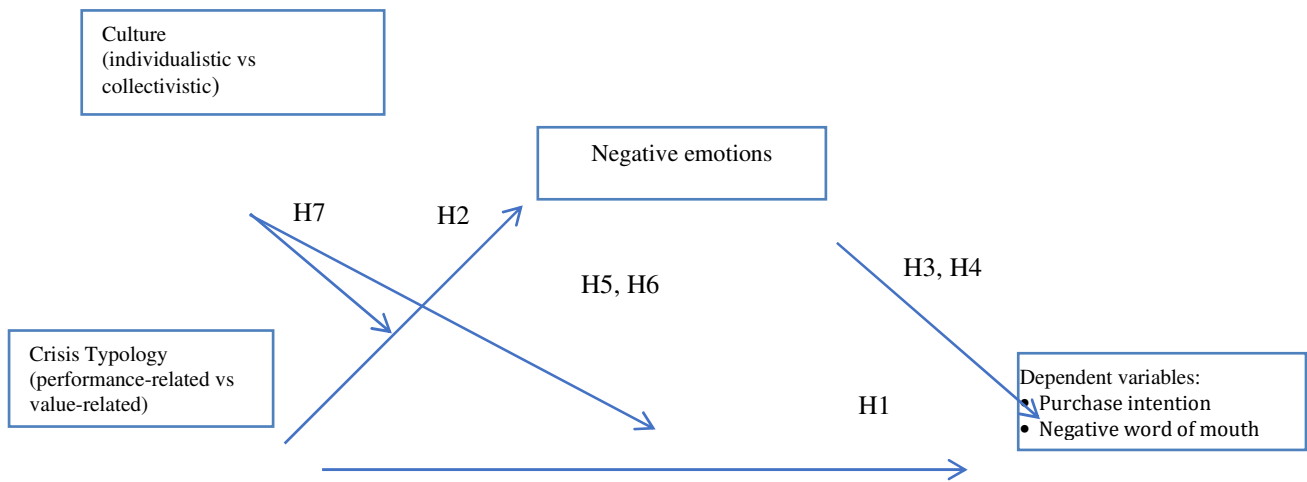 Culture
(individualistic vs
collectivistic)
Negative emotions
H7
H2
H3, H4
H5, H6
Crisis Typology
(performance-related vs
value-related)
H1
Dependent variables:
• Purchase intention
• Negative word of mouth